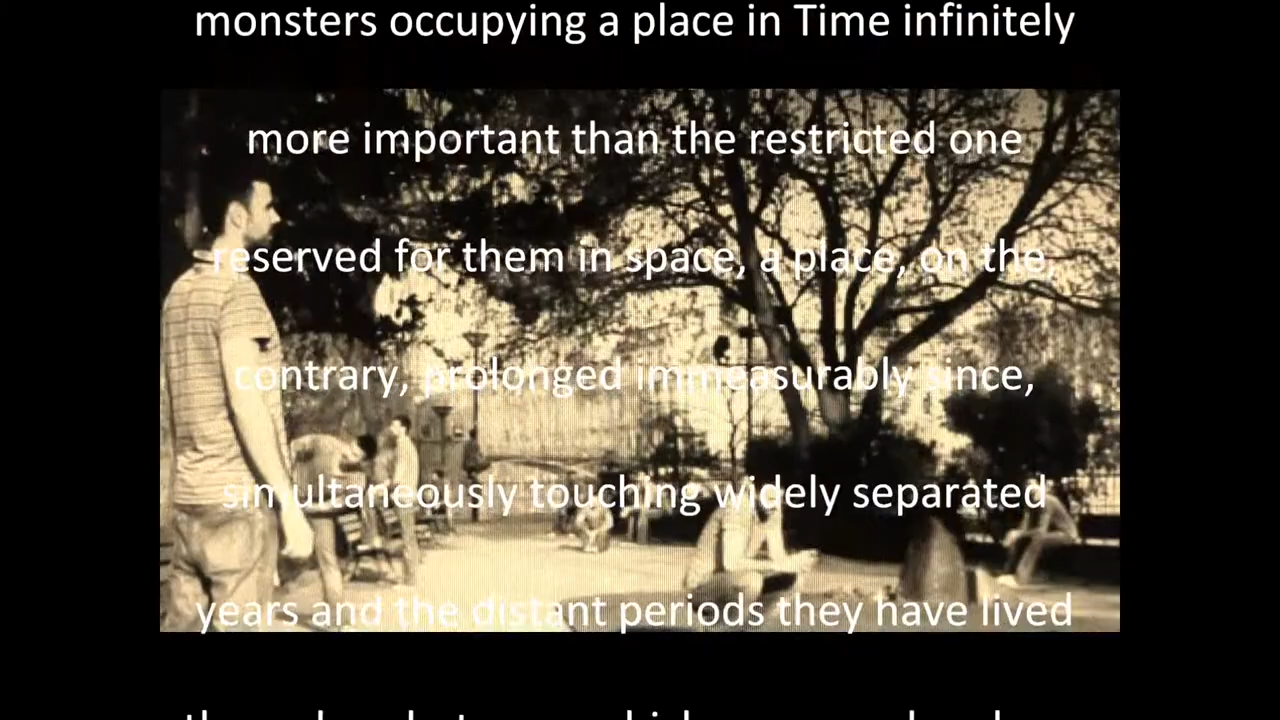 monsters occupying a place in Time infinitely
more important than the restricted one
reserved for them in space, a place, on the,
contrary, prolonged immeasurably since,
simultaneously touching widely separated
years and the distant periods they have lived